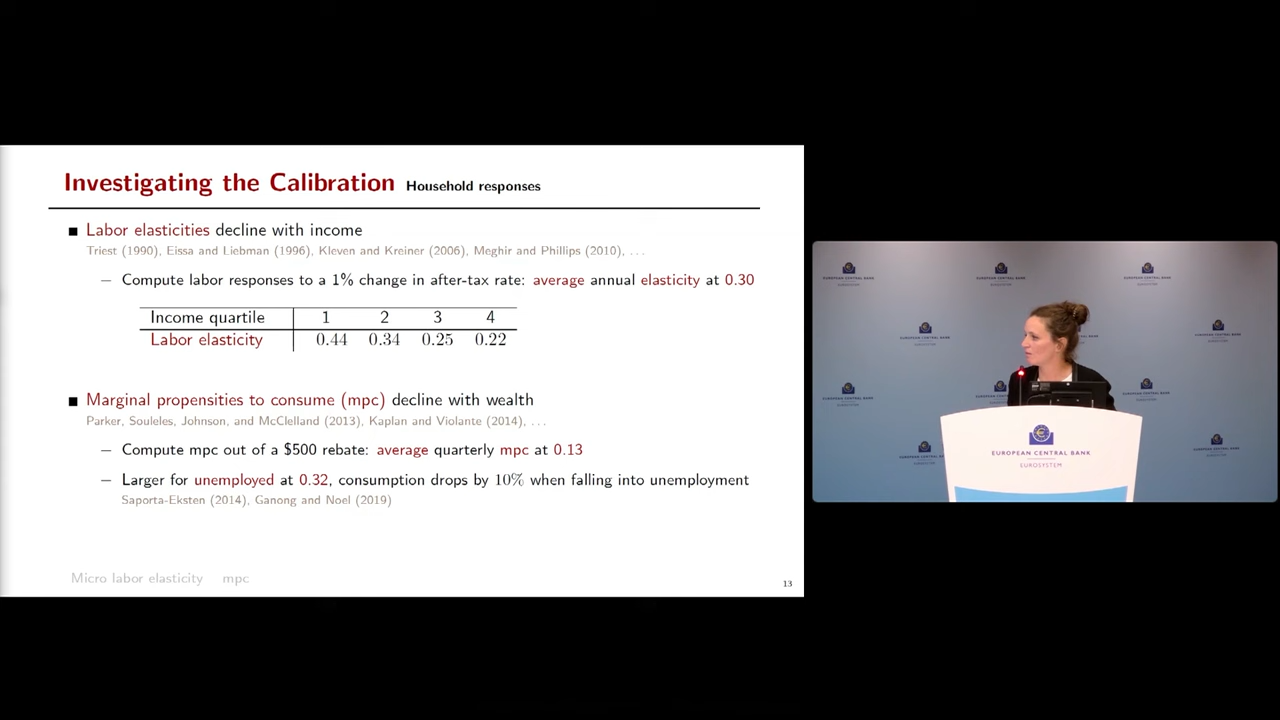 Investigating the Calibration Household responses
Labor elasticities decline with income
Triest (1990), Eissa and Liebman (1996), Kleven and Kreiner (2006), Meghir and Phillips (2010), ...
– Compute labor responses to a 1% change in after-tax rate: average annual elasticity at 0.30
Income quartile 1 2 3 4
Labor elasticity 0.44 0.34 0.25 0.22
Marginal propensities to consume (mpc) decline with wealth
Parker, Souleles, Johnson, and McClelland (2013), Kaplan and Violante (2014), ...
– Compute mpc out of a $500 rebate: average quarterly mpc at 0.13
– Larger for unemployed at 0.32, consumption drops by 10% when falling into unemployment
Saporta-Eksten (2014), Ganong and Noel (2019)
Micro labor elasticity mpc
13
EUROPEAN CENTRAL BANK
EUROSYSTEM